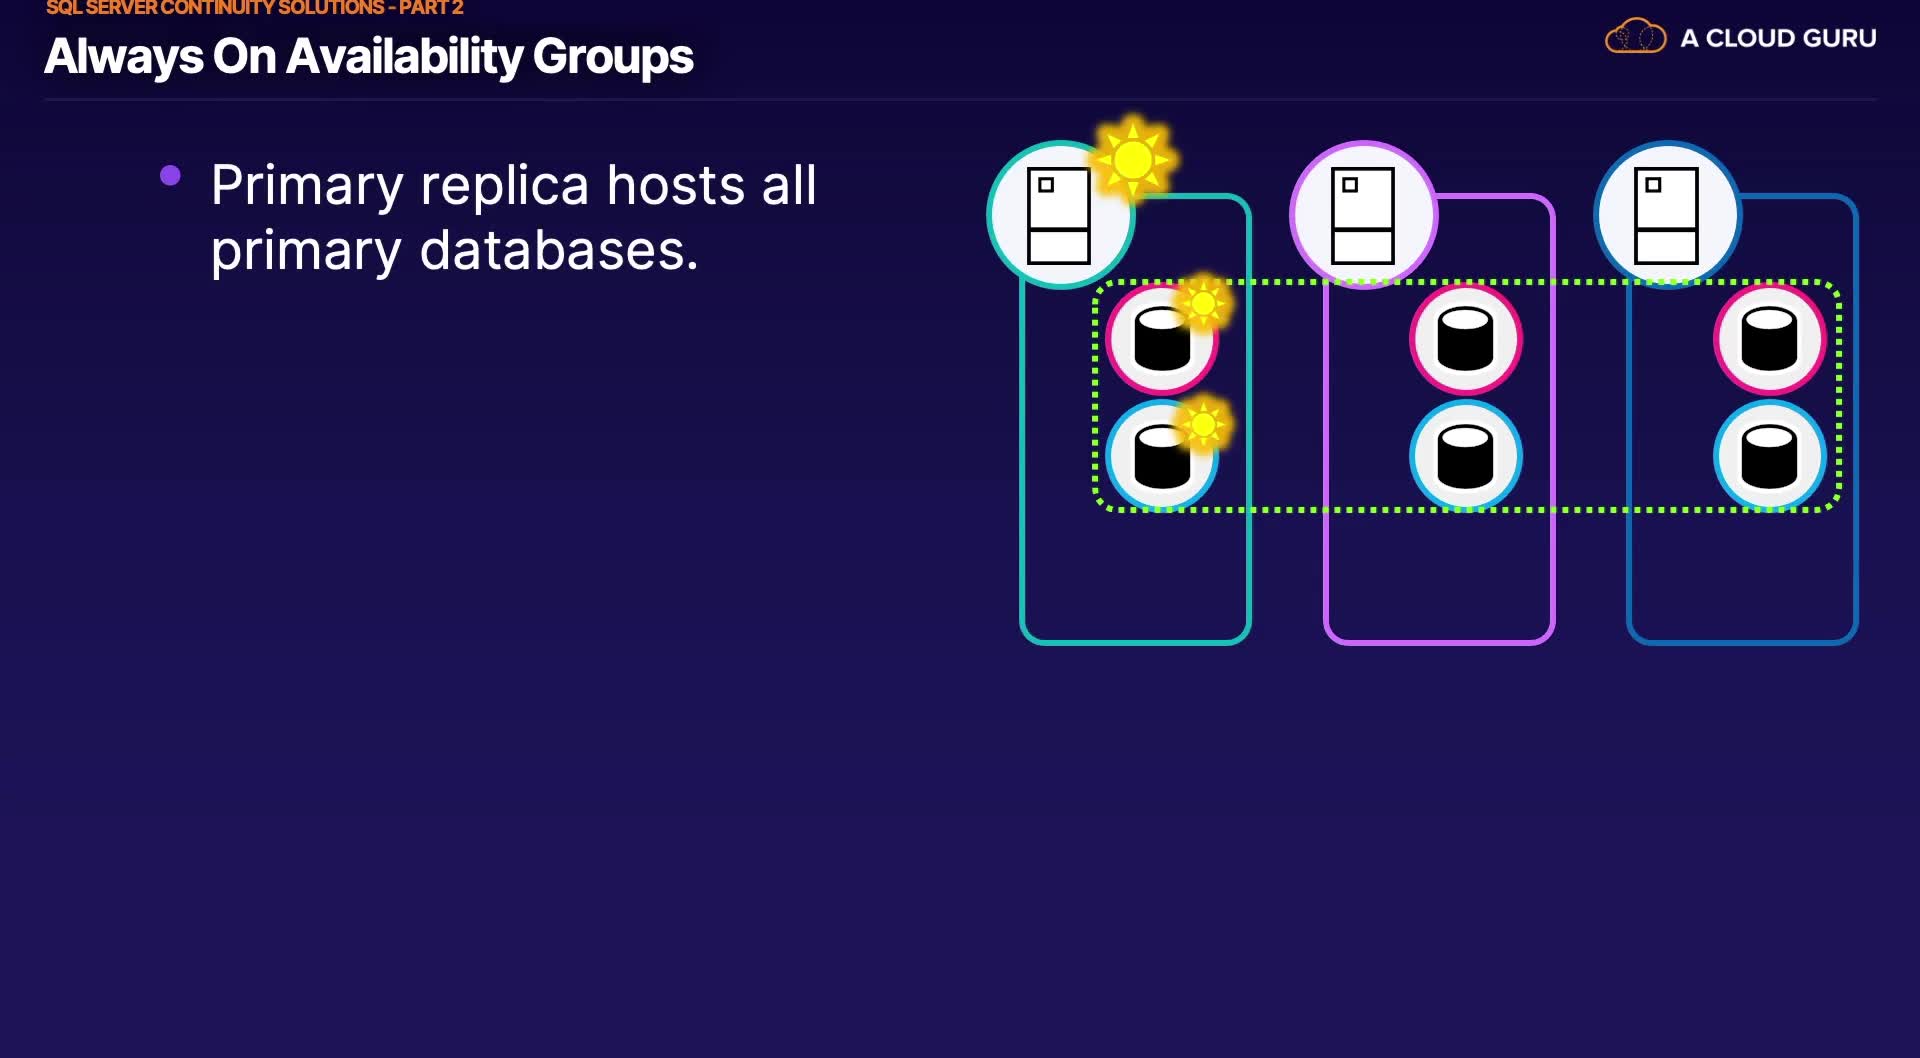 SQL SERVER CONTINUITY SOLUTIONS - PART 2
Always On Availability Groups
A CLOUD GURU
Primary replica hosts all
primary databases.